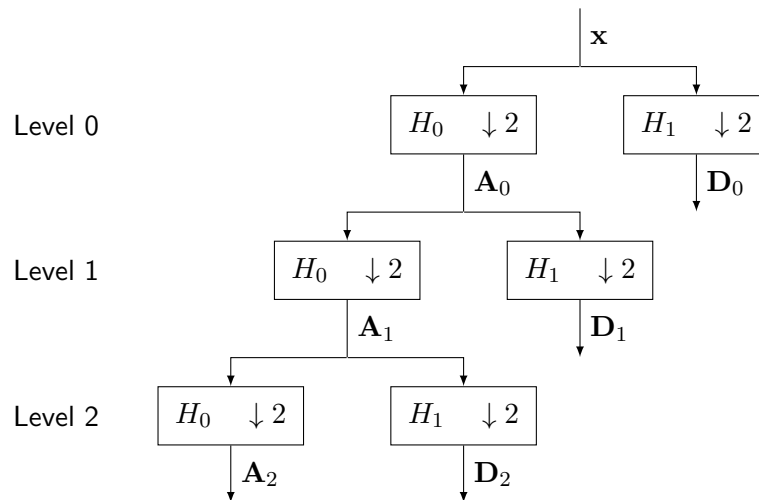 x
Level 0 H₀ ↓ 2 H₁ ↓ 2
A₀ D₀
Level 1 H₀ ↓ 2 H₁ ↓ 2
A₁ D₁
Level 2 H₀ ↓ 2 H₁ ↓ 2
A₂ D₂